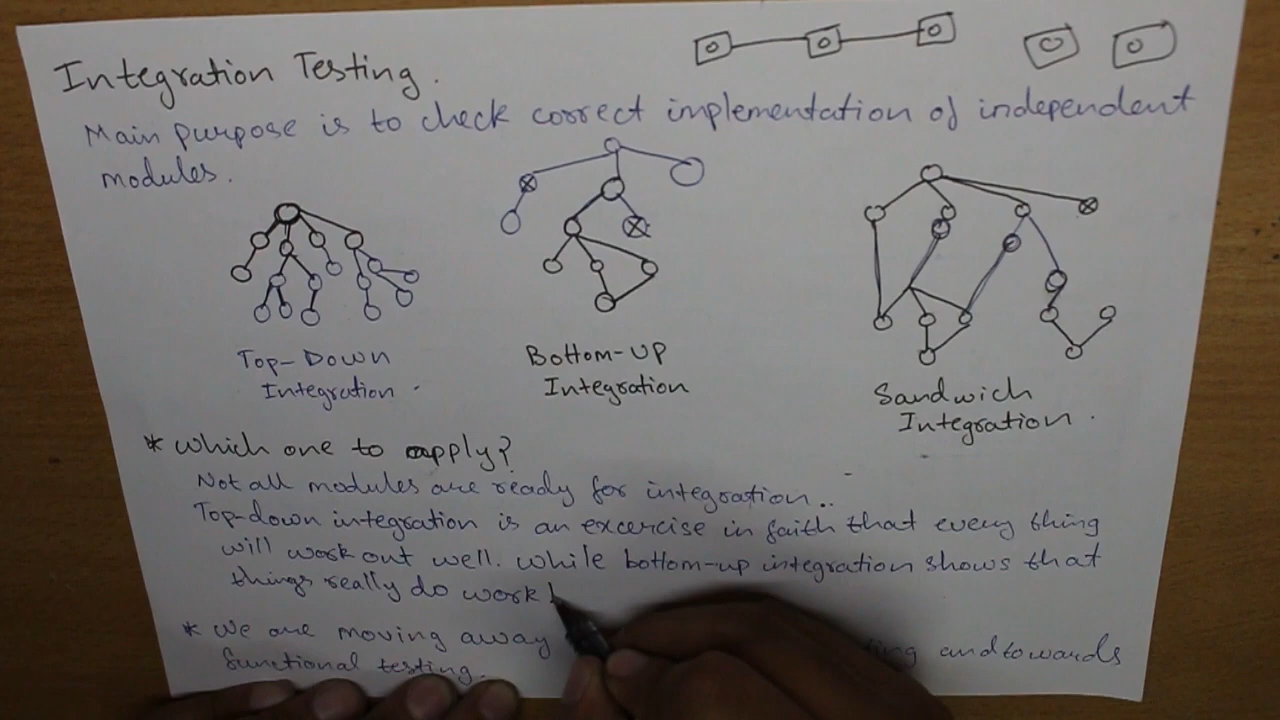 Integration Testing.
Main purpose is to check correct implementation of independent
modules.
Top-Down
Integration.
Bottom-UP
Integration
Sandwich
Integration.
* Which one to apply?
Not all modules are ready for integration..
Top-down integration is an excercise in faith that every thing
will work out well. while bottom-up integration shows that
things really do work!
* We are moving away
and towards
functional testing.